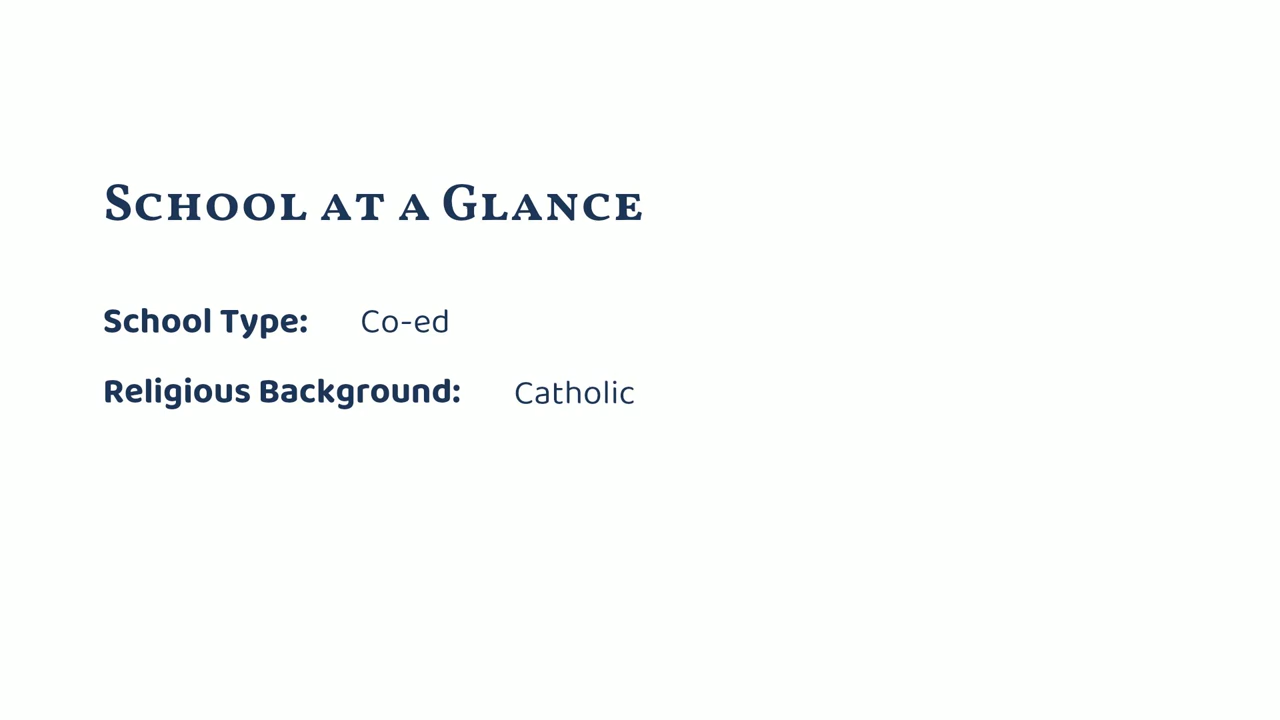 School at a Glance
School Type: Co-ed
Religious Background: Catholic